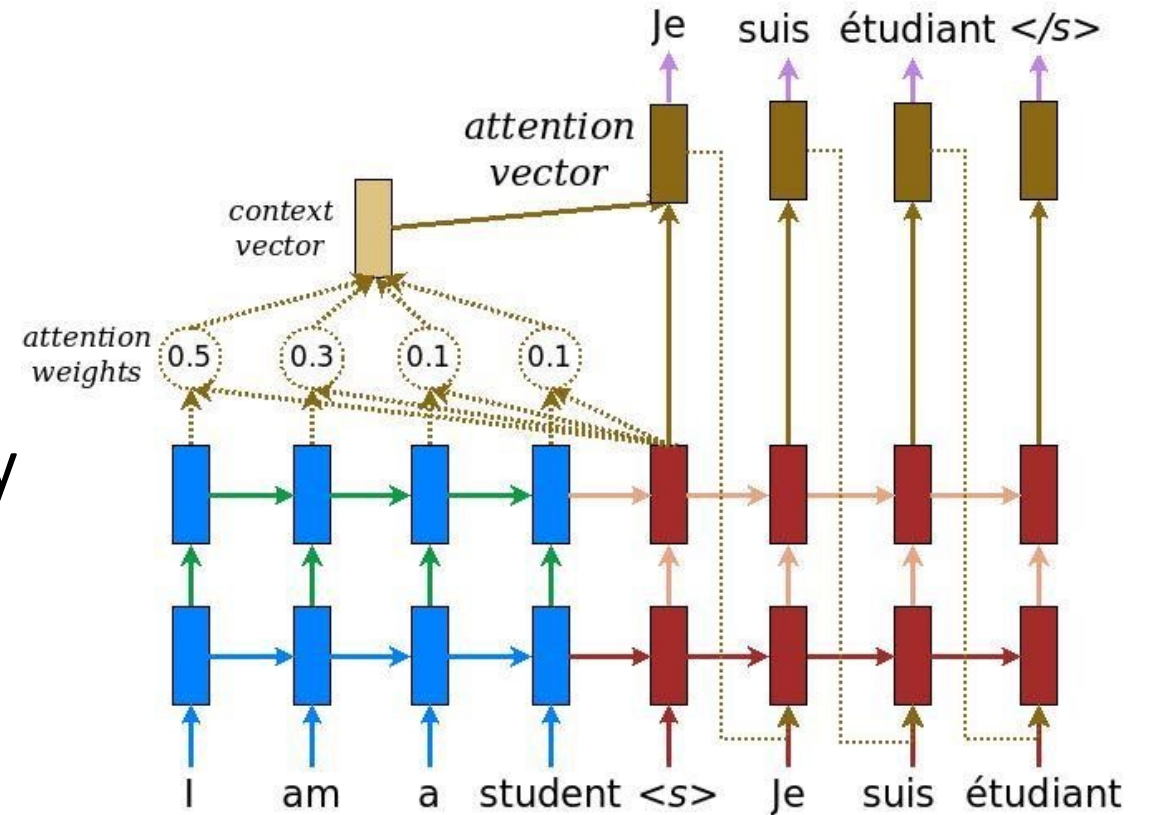 Je suis étudiant </s>
attention
vector
context
vector
attention
weights
0.5 0.3 0.1 0.1
y
I am a student <s> Je suis étudiant